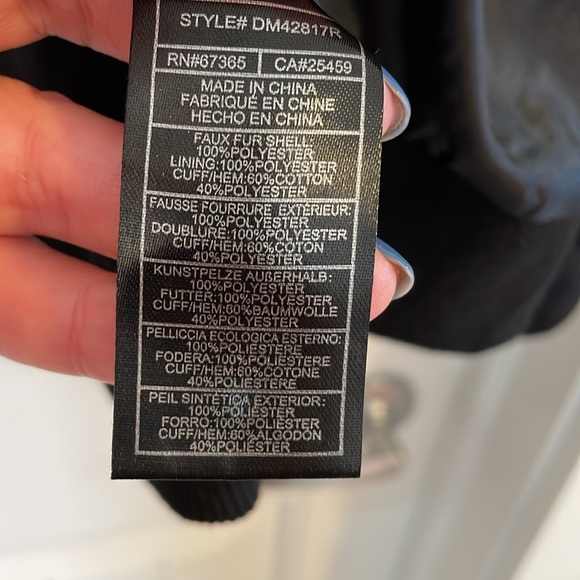 STYLE# DM42817R
RN#67365 CA#25459
MADE IN CHINA
FABRIQUÉ EN CHINE
HECHO EN CHINA
FAUX FUR SHELL:
100%POLYESTER
LINING:100%POLYESTER
CUFF/HEM:60%COTTON
40%POLYESTER
FAUSSE FOURRURE EXTÉRIEUR:
100%POLYESTER
DOUBLURE:100%POLYESTER
CUFF/HEM:60%COTON
40%POLYESTER
KUNSTPELZE AUßERHALB:
100%POLYESTER
FUTTER:100%POLYESTER
CUFF/HEM:60%BAUMWOLLE
40%POLYESTER
PELLICCIA ECOLOGICA ESTERNO:
100%POLIESTERE
FODERA:100%POLIESTERE
CUFF/HEM:60%COTONE
40%POLIESTERE
PEIL SINTÉTICA EXTERIOR:
100%POLIÉSTER
FORRO:100%POLIÉSTER
CUFF/HEM:60%ALGODÓN
40%POLIÉSTER